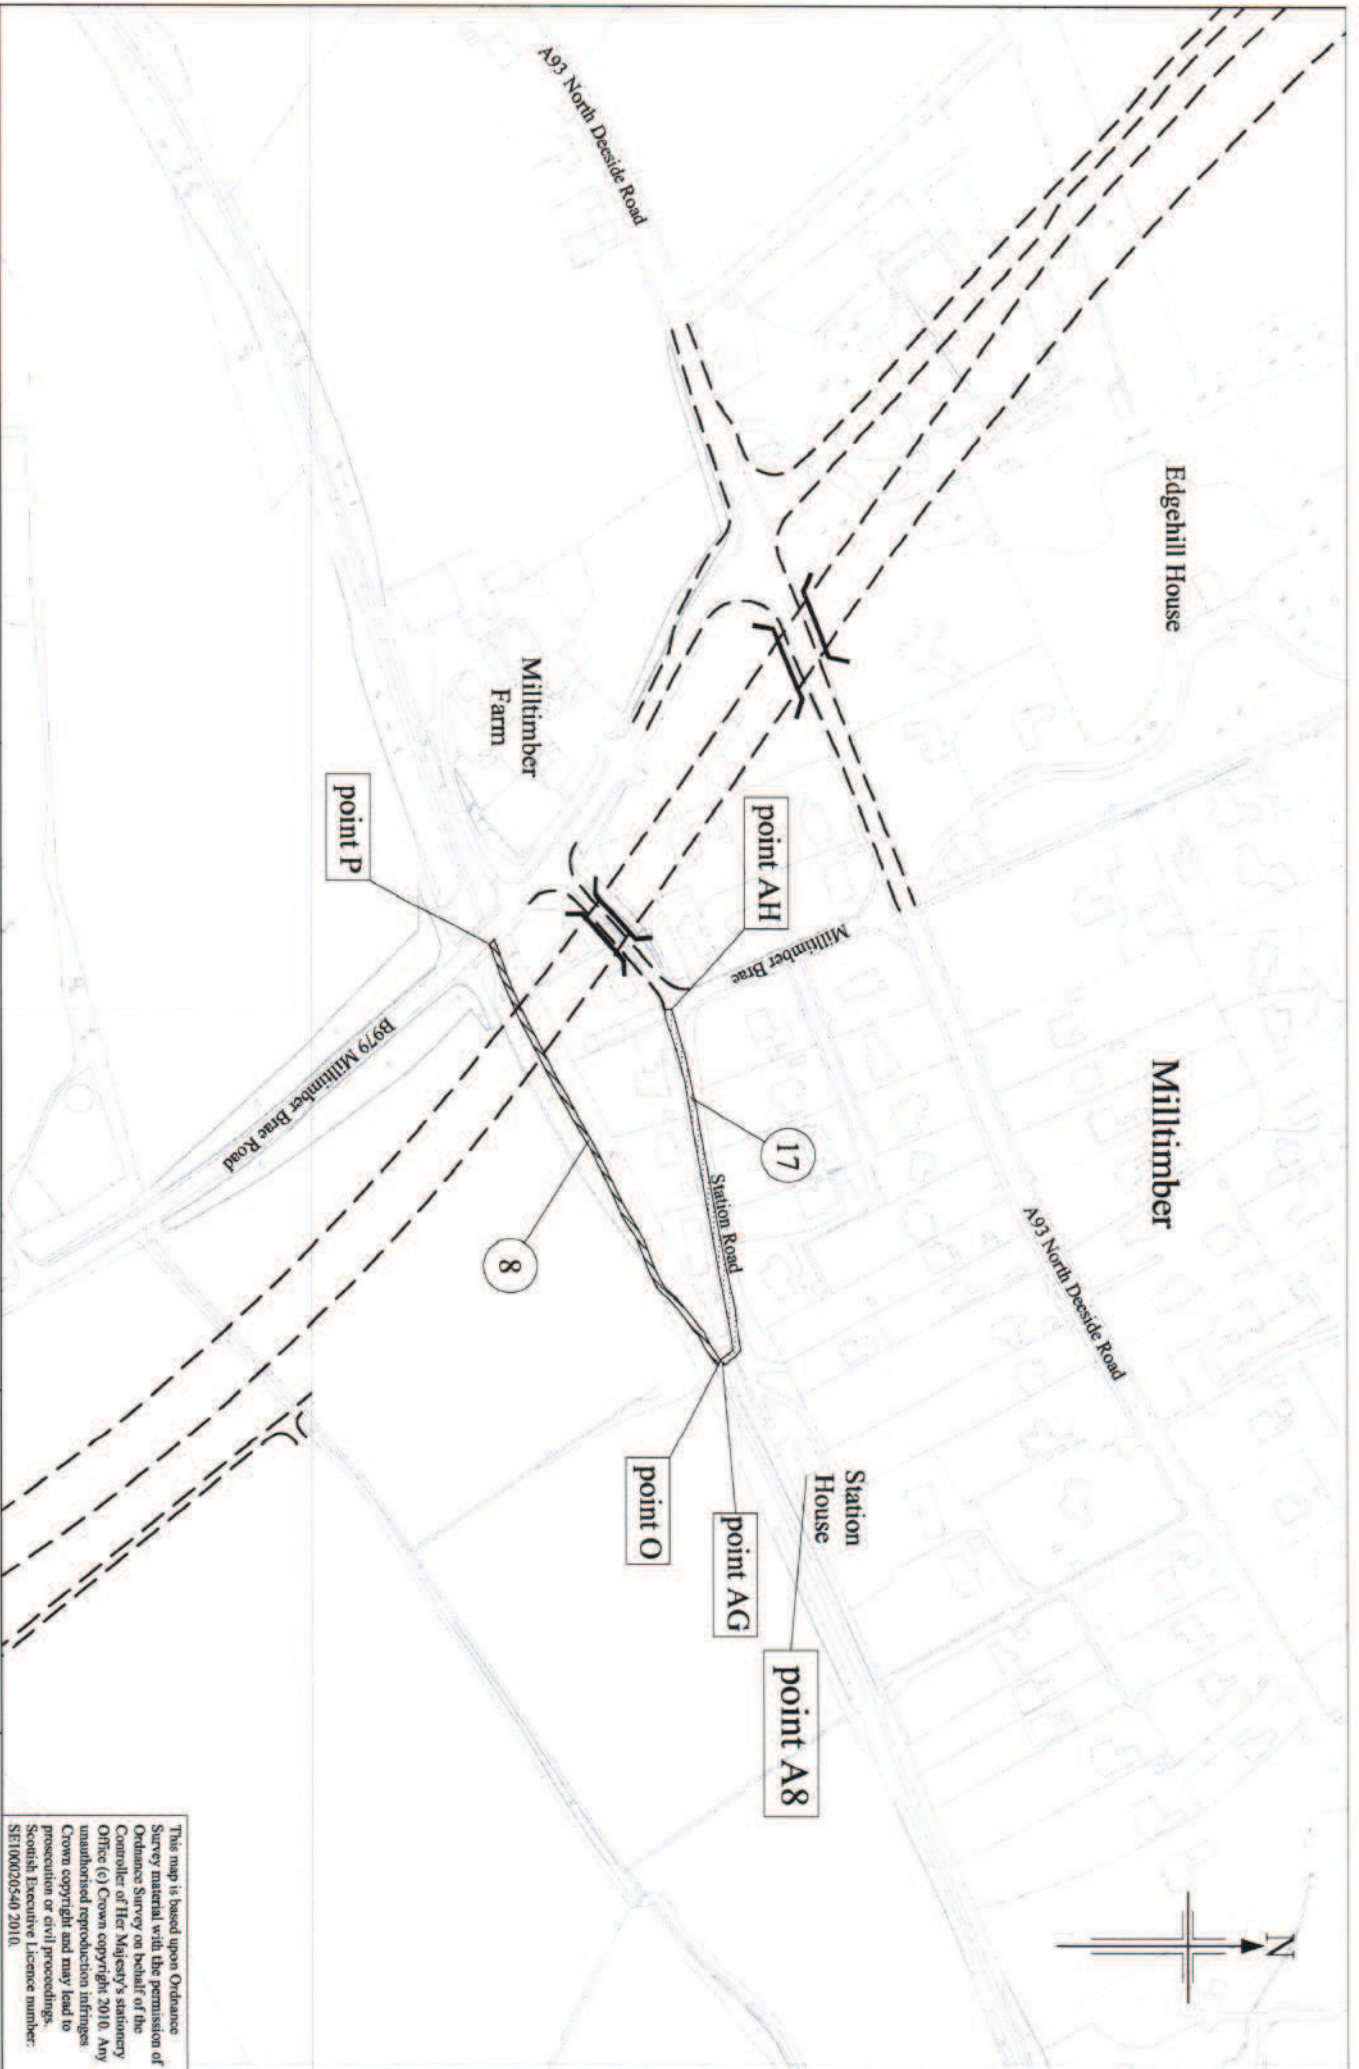 N
Edgehill House
Milltimber
A93 North Deeside Road
A93 North Deeside Road
Milltimber
Farm
point AH
Milltimber Brae
17
Station Road
Station
House
point A8
point AG
point O
point P
8
B979 Milltimber Brae Road
This map is based upon Ordnance
Survey material with the permission of
Ordnance Survey on behalf of the
Controller of Her Majesty's stationery
Office (c) Crown copyright 2010. Any
unauthorised reproduction infringes
Crown copyright and may lead to
prosecution or civil proceedings.
Scottish Executive Licence number:
SE100020540 2010.